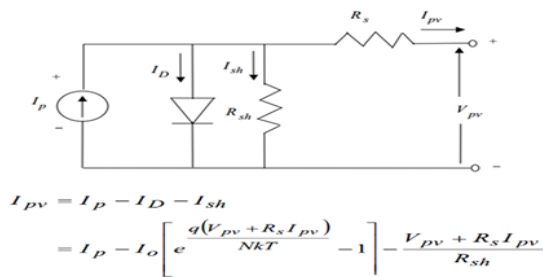 R_s I_pv
+
+ I_D I_sh
I_p R_sh V_pv
−
−
I_pv = I_p − I_D − I_sh
= I_p − I_o [ e^{q(V_pv + R_s I_pv)/NkT} − 1 ] − (V_pv + R_s I_pv)/R_sh